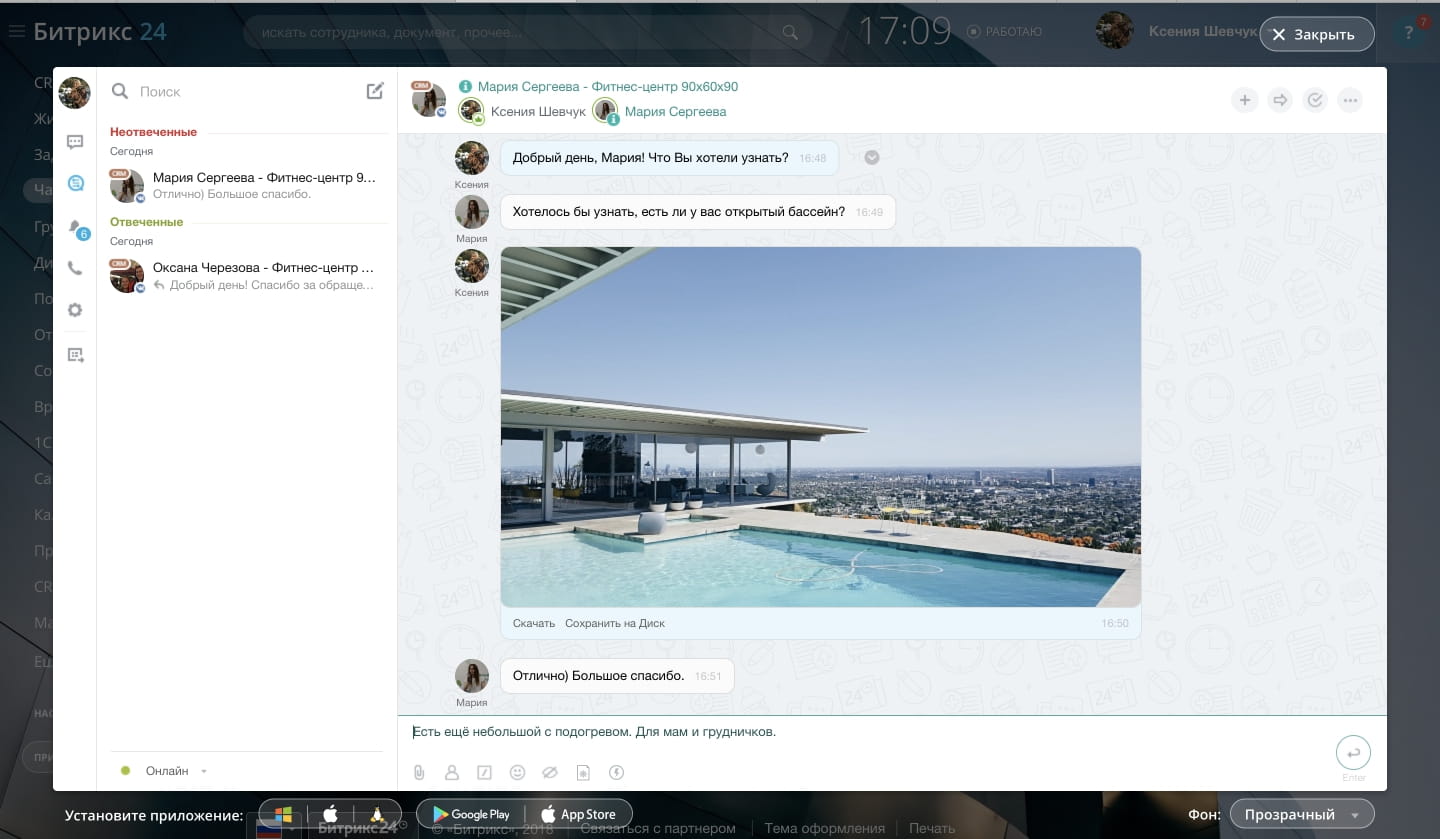 Битрикс 24
искать сотрудника, документ, прочее...
17:09
РАБОТАЮ
Ксения Шевчук
Закрыть
?
7
Поиск
Неотвеченные
Сегодня
CRM
Мария Сергеева - Фитнес-центр 9...
Отлично) Большое спасибо.
Отвеченные
Сегодня
CRM
Оксана Черезова - Фитнес-центр ...
Добрый день! Спасибо за обраще...
6
Онлайн
CRM
Мария Сергеева - Фитнес-центр 90х60х90
Ксения Шевчук
Мария Сергеева
Добрый день, Мария! Что Вы хотели узнать? 16:48
Ксения
Хотелось бы узнать, есть ли у вас открытый бассейн? 16:49
Мария
Ксения
Скачать Сохранить на Диск 16:50
Отлично) Большое спасибо. 16:51
Мария
Есть ещё небольшой с подогревом. Для мам и грудничков.
Enter
Установите приложение:
Google Play
App Store
Фон:
Прозрачный
Битрикс24
© «Битрикс», 2018
Связаться с партнером
Тема оформления
Печать